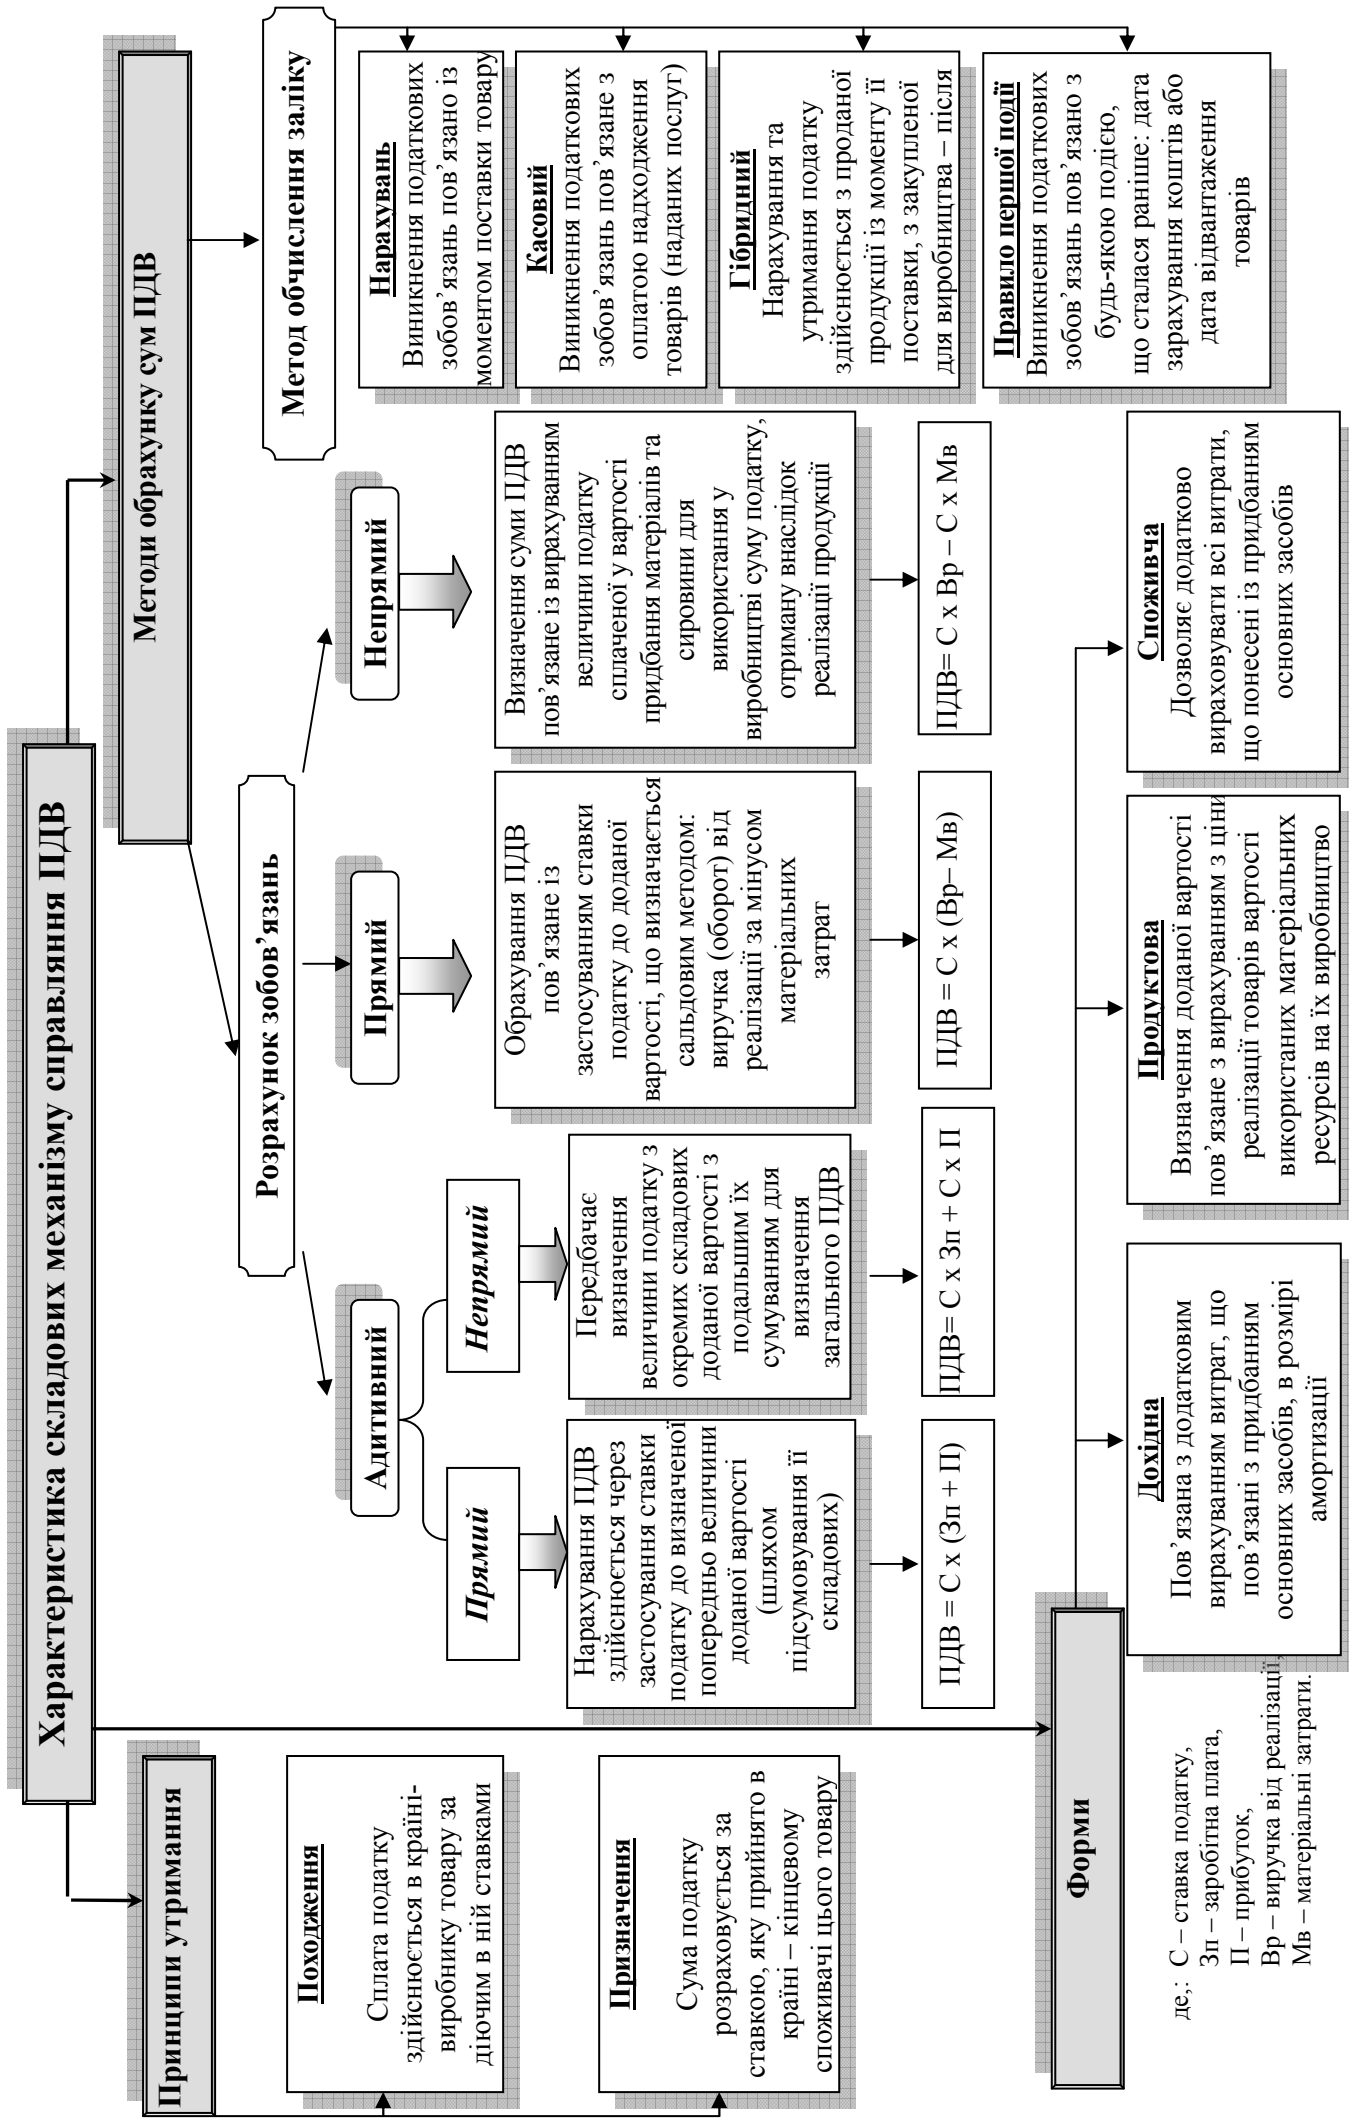 Характеристика складових механізму справляння ПДВ
Принципи утримання
Походження
Сплата податку
здійснюється в країні-
виробнику товару за
діючим в ній ставками
Призначення
Сума податку
розраховується за
ставкою, яку прийнято в
країні – кінцевому
споживачі цього товару
Методи обрахунку сум ПДВ
Розрахунок зобов’язань
Адитивний
Прямий
Нарахування ПДВ
здійснюється через
застосування ставки
податку до визначеної
попередньо величини
доданої вартості
(шляхом
підсумовування її
складових)
ПДВ = С х (Зп + П)
Непрямий
Передбачає
визначення
величини податку з
окремих складових
доданої вартості з
подальшим їх
сумуванням для
визначення
загального ПДВ
ПДВ= С х Зп + С х П
Прямий
Обрахування ПДВ
пов’язане із
застосуванням ставки
податку до доданої
вартості, що визначається
сальдовим методом:
виручка (оборот) від
реалізації за мінусом
матеріальних
затрат
ПДВ = С х (Вр– Мв)
Непрямий
Визначення суми ПДВ
пов’язане із вирахуванням
величини податку
сплаченої у вартості
придбання матеріалів та
сировини для
використання у
виробництві суму податку,
отриману внаслідок
реалізації продукції
ПДВ= С х Вр – С х Мв
Метод обчислення заліку
Нарахувань
Виникнення податкових
зобов’язань пов’язано із
моментом поставки товару
Касовий
Виникнення податкових
зобов’язань пов’язане з
оплатою надходження
товарів (наданих послуг)
Гібридний
Нарахування та
утримання податку
здійснюється з проданої
продукції із моменту її
поставки, з закупленої
для виробництва – після
Правило першої події
Виникнення податкових
зобов’язань пов’язано з
будь-якою подією,
що сталася раніше: дата
зарахування коштів або
дата відвантаження
товарів
Форми
Дохідна
Пов’язана з додатковим
вирахуванням витрат, що
пов’язані з придбанням
основних засобів, в розмірі
амортизації
Продуктова
Визначення доданої вартості
пов’язане з вирахуванням з ціни
реалізації товарів вартості
використаних матеріальних
ресурсів на їх виробництво
Споживча
Дозволяє додатково
вираховувати всі витрати,
що понесені із придбанням
основних засобів
де,: С – ставка податку,
Зп – заробітна плата,
П – прибуток,
Вр – виручка від реалізації,
Мв – матеріальні затрати.